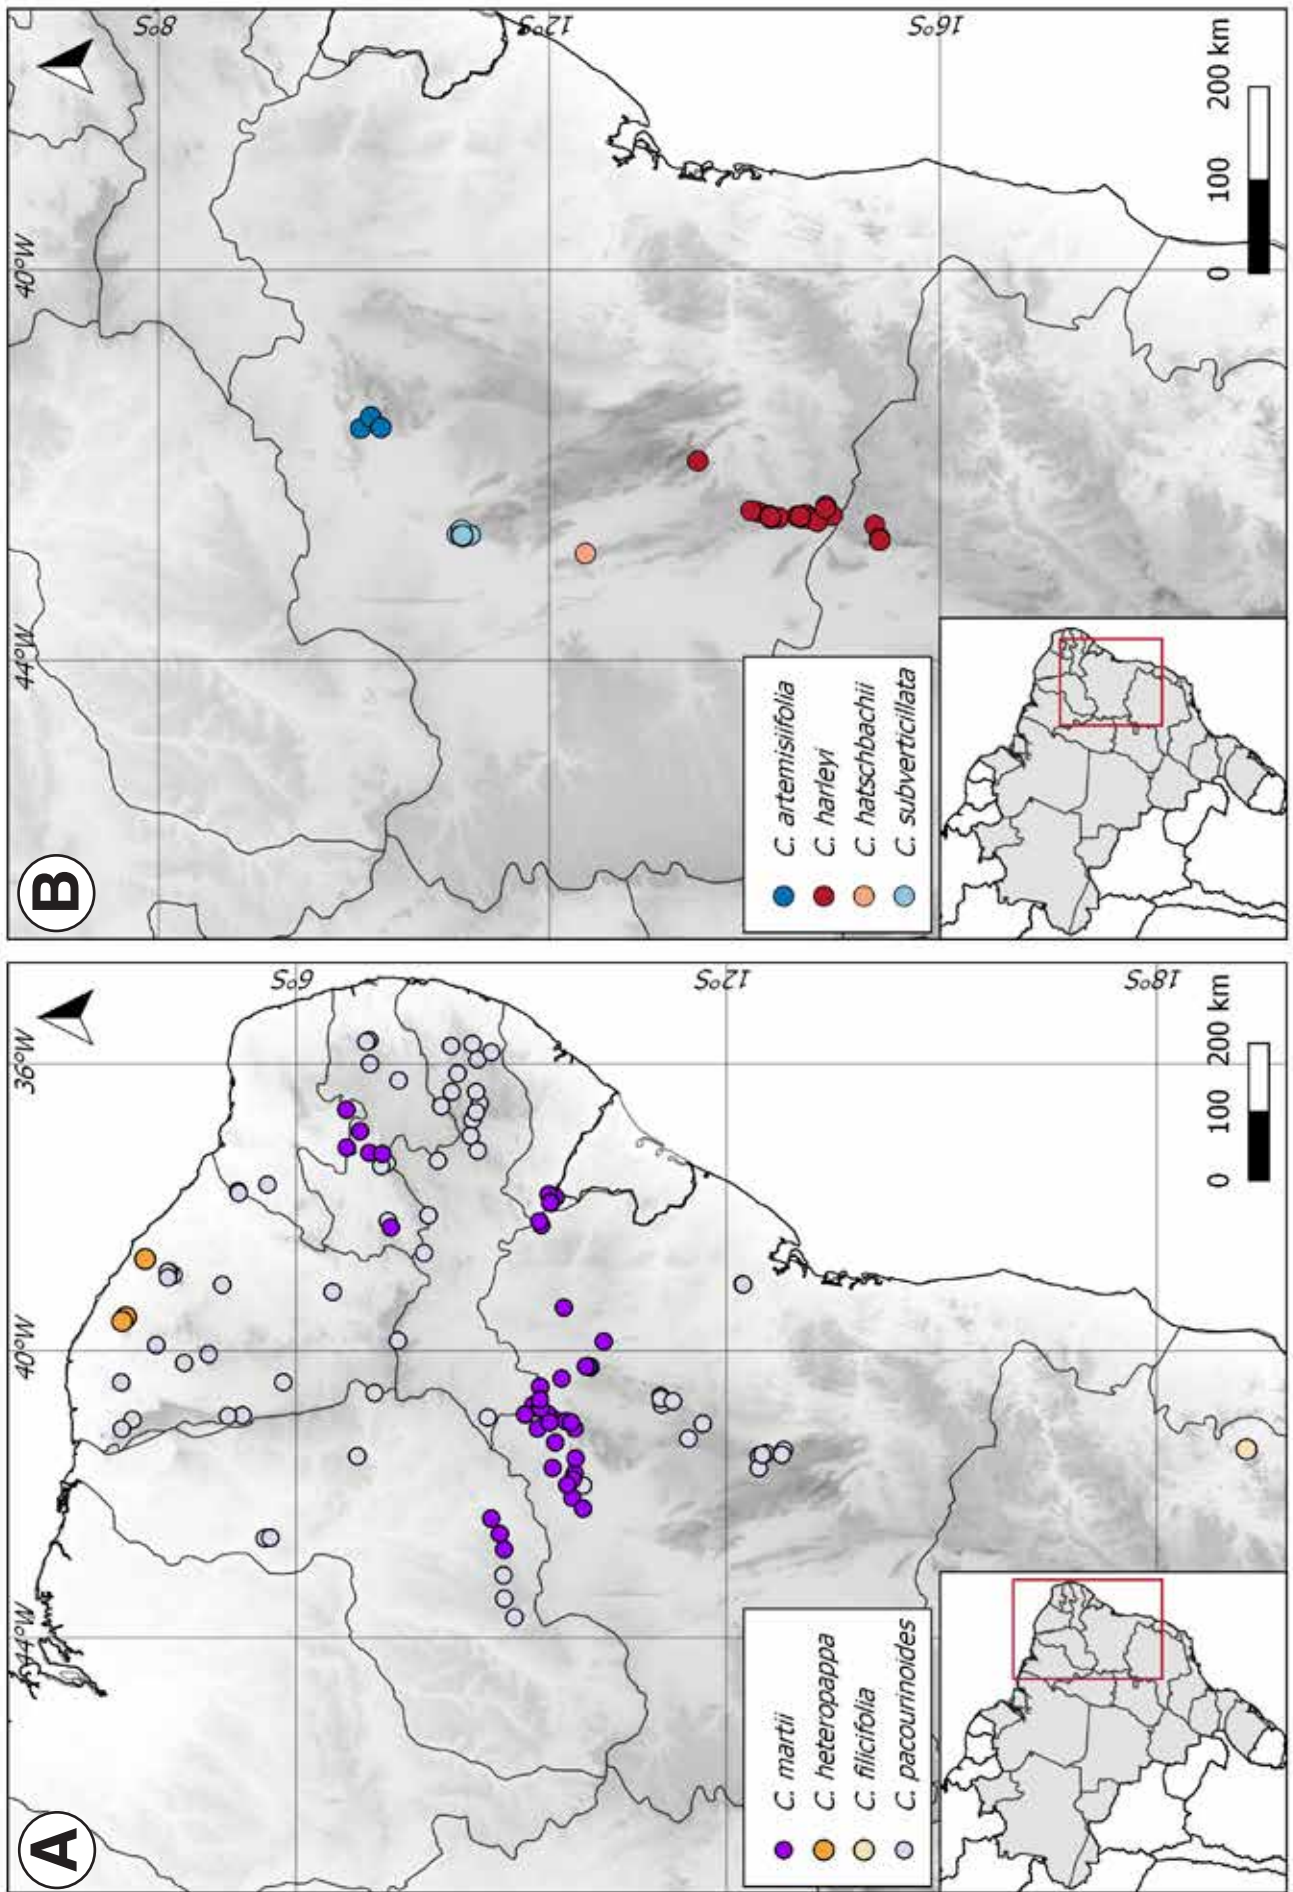 A
44°W
40°W
36°W
6°S
12°S
18°S
C. martii
C. heteropappa
C. filicifolia
C. pacourinoides
0 100 200 km
B
44°W
40°W
8°S
12°S
16°S
C. artemisiifolia
C. harleyi
C. hatschbachii
C. subverticillata
0 100 200 km